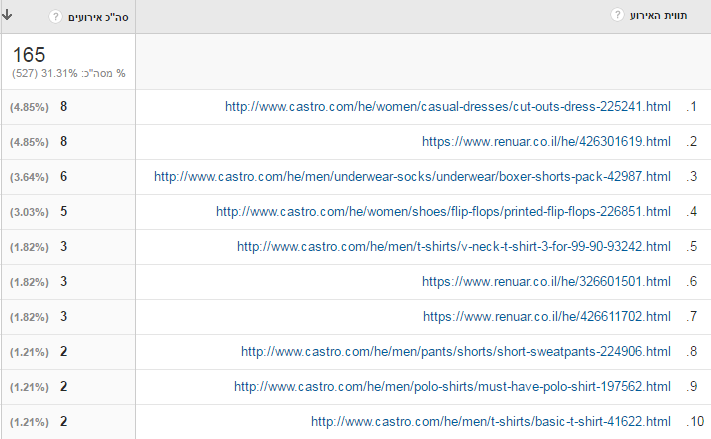 תווית האירוע ? סה"כ אירועים ?
165
% מסה"כ: 31.31% (527)
1. http://www.castro.com/he/women/casual-dresses/cut-outs-dress-225241.html 8 (4.85%)
2. https://www.renuar.co.il/he/426301619.html 8 (4.85%)
3. http://www.castro.com/he/men/underwear-socks/underwear/boxer-shorts-pack-42987.html 6 (3.64%)
4. http://www.castro.com/he/women/shoes/flip-flops/printed-flip-flops-226851.html 5 (3.03%)
5. http://www.castro.com/he/men/t-shirts/v-neck-t-shirt-3-for-99-90-93242.html 3 (1.82%)
6. https://www.renuar.co.il/he/326601501.html 3 (1.82%)
7. https://www.renuar.co.il/he/426611702.html 3 (1.82%)
8. http://www.castro.com/he/men/pants/shorts/short-sweatpants-224906.html 2 (1.21%)
9. http://www.castro.com/he/men/polo-shirts/must-have-polo-shirt-197562.html 2 (1.21%)
10. http://www.castro.com/he/men/t-shirts/basic-t-shirt-41622.html 2 (1.21%)